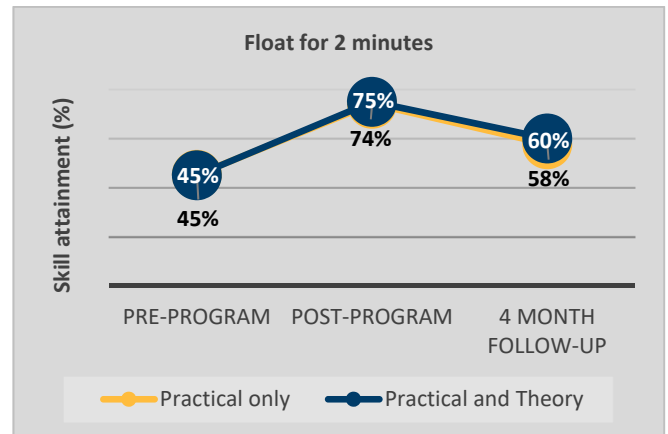 Float for 2 minutes
Skill attainment (%)
75%
74%
60%
58%
45%
45%
PRE-PROGRAM
POST-PROGRAM
4 MONTH
FOLLOW-UP
Practical only
Practical and Theory